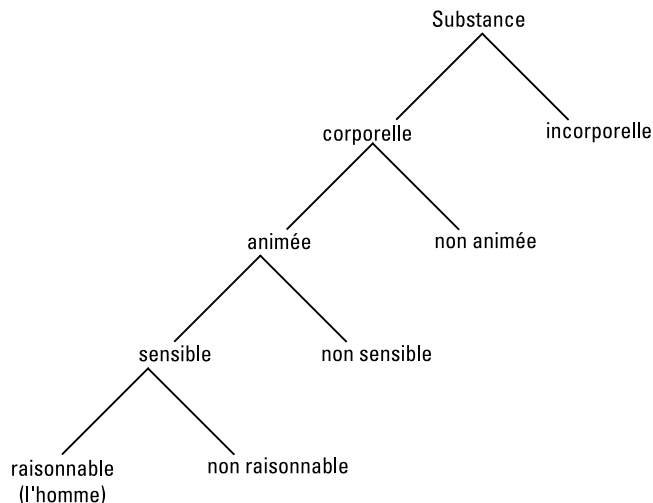 Substance
corporelle
incorporelle
animée
non animée
sensible
non sensible
raisonnable
(l'homme)
non raisonnable